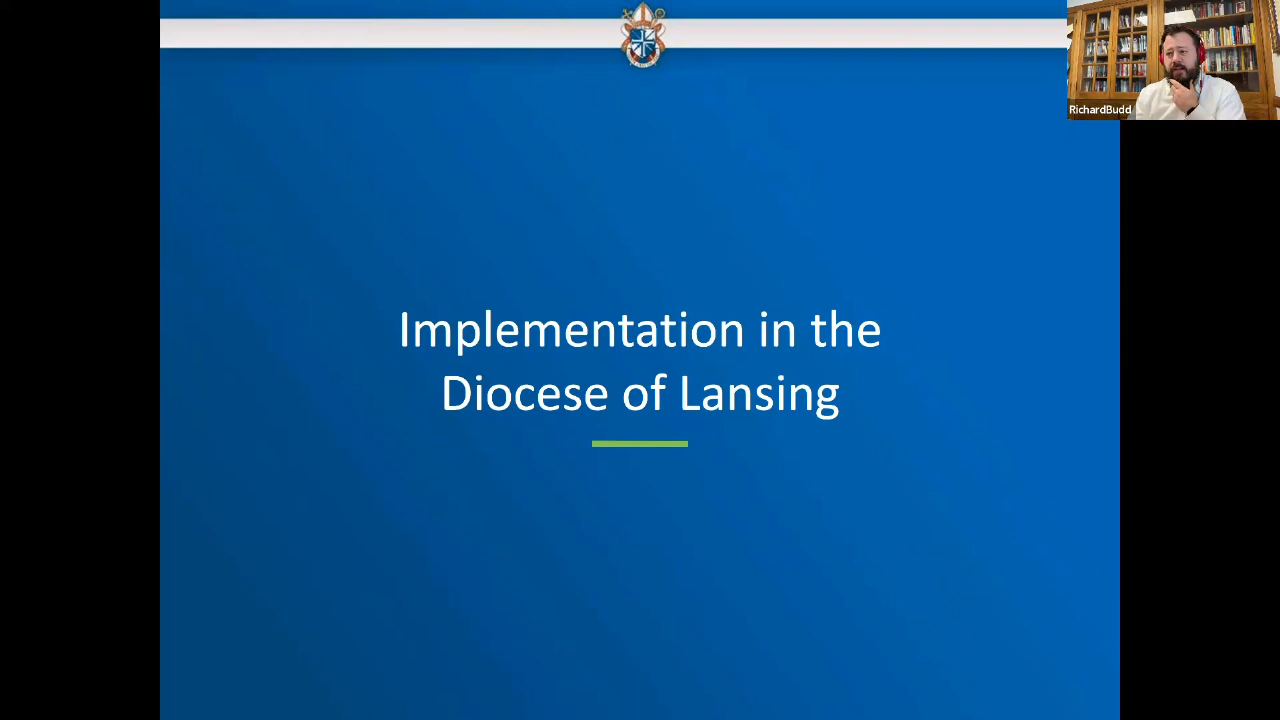 RichardBudd
Implementation in the
Diocese of Lansing